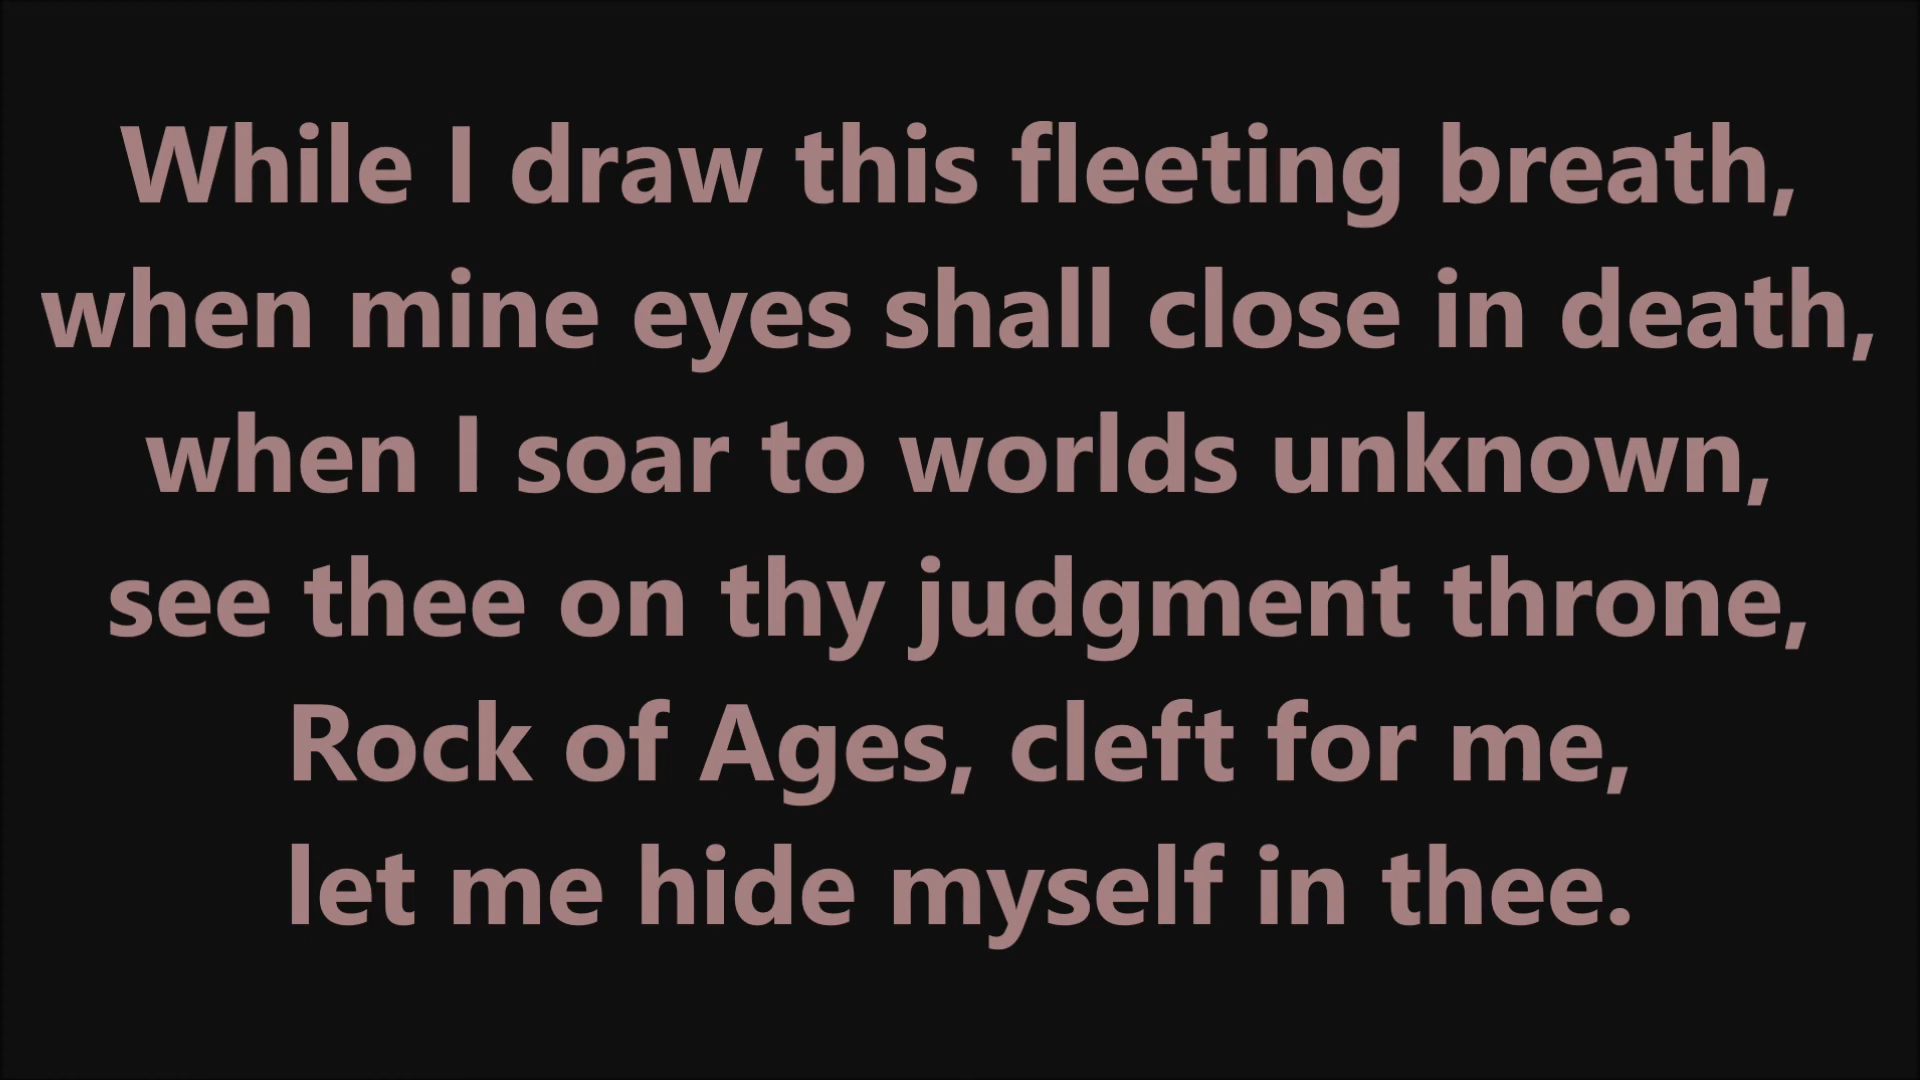 While I draw this fleeting breath,
when mine eyes shall close in death,
when I soar to worlds unknown,
see thee on thy judgment throne,
Rock of Ages, cleft for me,
let me hide myself in thee.